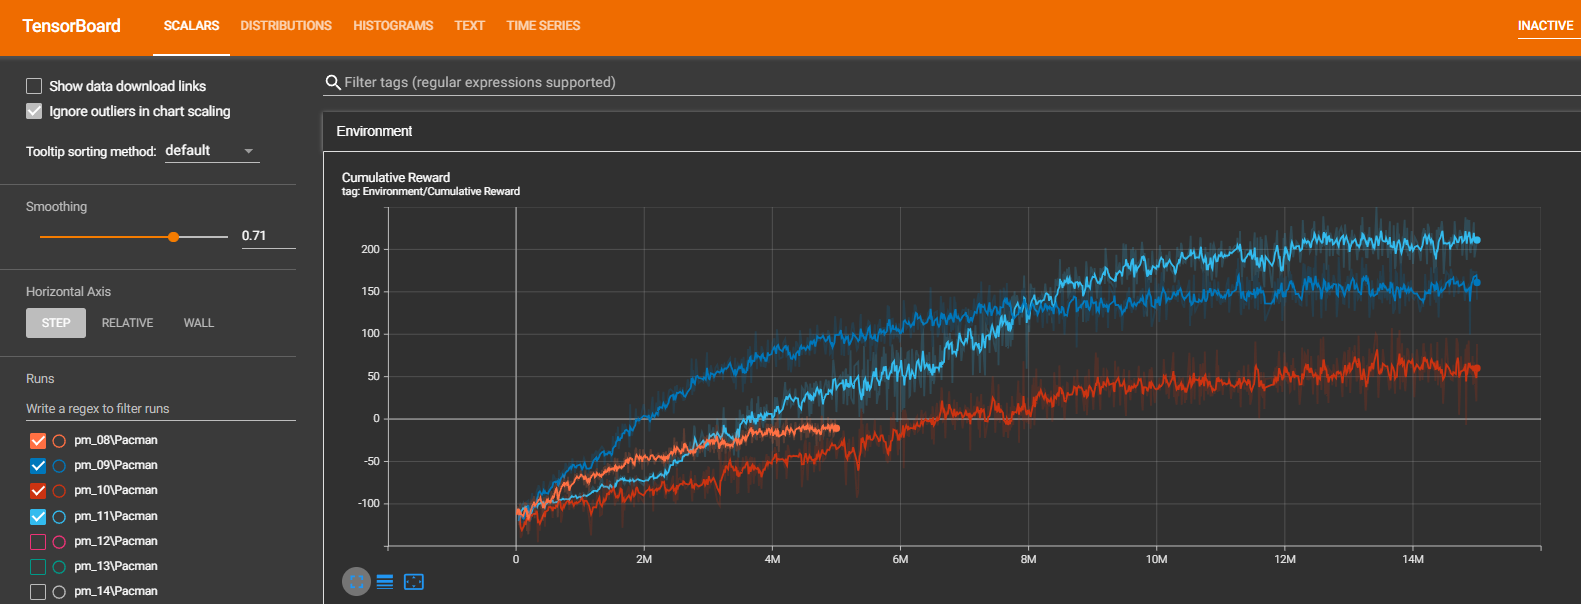 TensorBoard
SCALARS DISTRIBUTIONS HISTOGRAMS TEXT TIME SERIES
INACTIVE
Show data download links
Ignore outliers in chart scaling
Tooltip sorting method: default
Smoothing
0.71
Horizontal Axis
STEP RELATIVE WALL
Runs
Write a regex to filter runs
pm_08\Pacman
pm_09\Pacman
pm_10\Pacman
pm_11\Pacman
pm_12\Pacman
pm_13\Pacman
pm_14\Pacman
Filter tags (regular expressions supported)
Environment
Cumulative Reward
tag: Environment/Cumulative Reward
200
150
100
50
0
-50
-100
0 2M 4M 6M 8M 10M 12M 14M